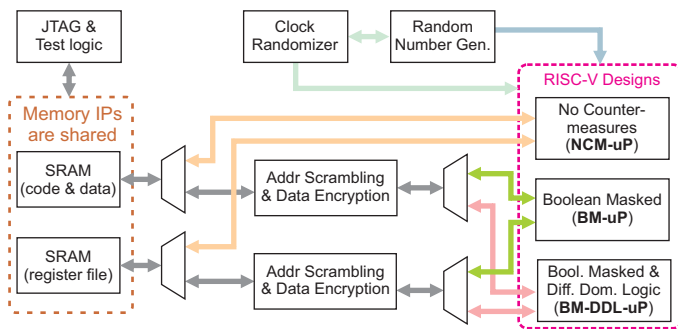 JTAG &
Test logic
Clock
Randomizer
Random
Number Gen.
RISC-V Designs
Memory IPs
are shared
No Counter-
measures
(NCM-uP)
SRAM
(code & data)
Addr Scrambling
& Data Encryption
Boolean Masked
(BM-uP)
SRAM
(register file)
Addr Scrambling
& Data Encryption
Bool. Masked &
Diff. Dom. Logic
(BM-DDL-uP)